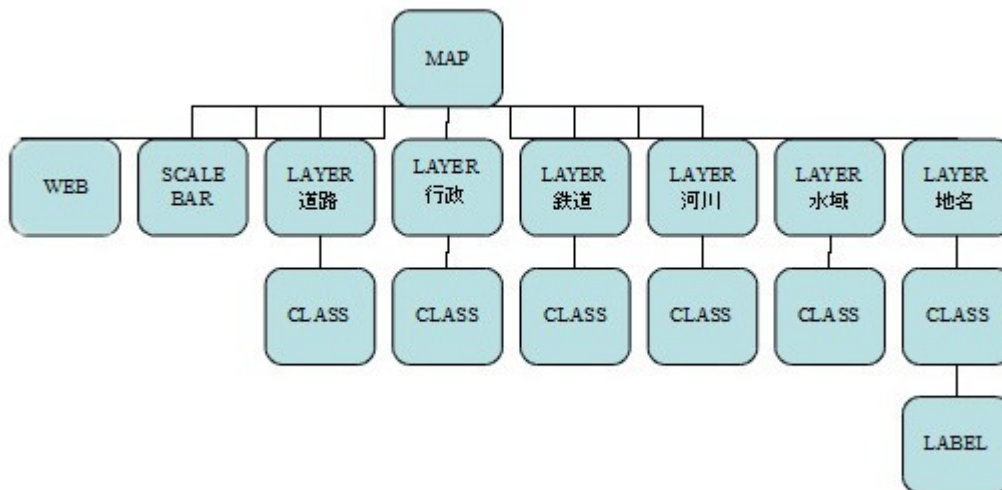 MAP
WEB
SCALE
BAR
LAYER
道路
LAYER
行政
LAYER
鉄道
LAYER
河川
LAYER
水域
LAYER
地名
CLASS
CLASS
CLASS
CLASS
CLASS
CLASS
LABEL